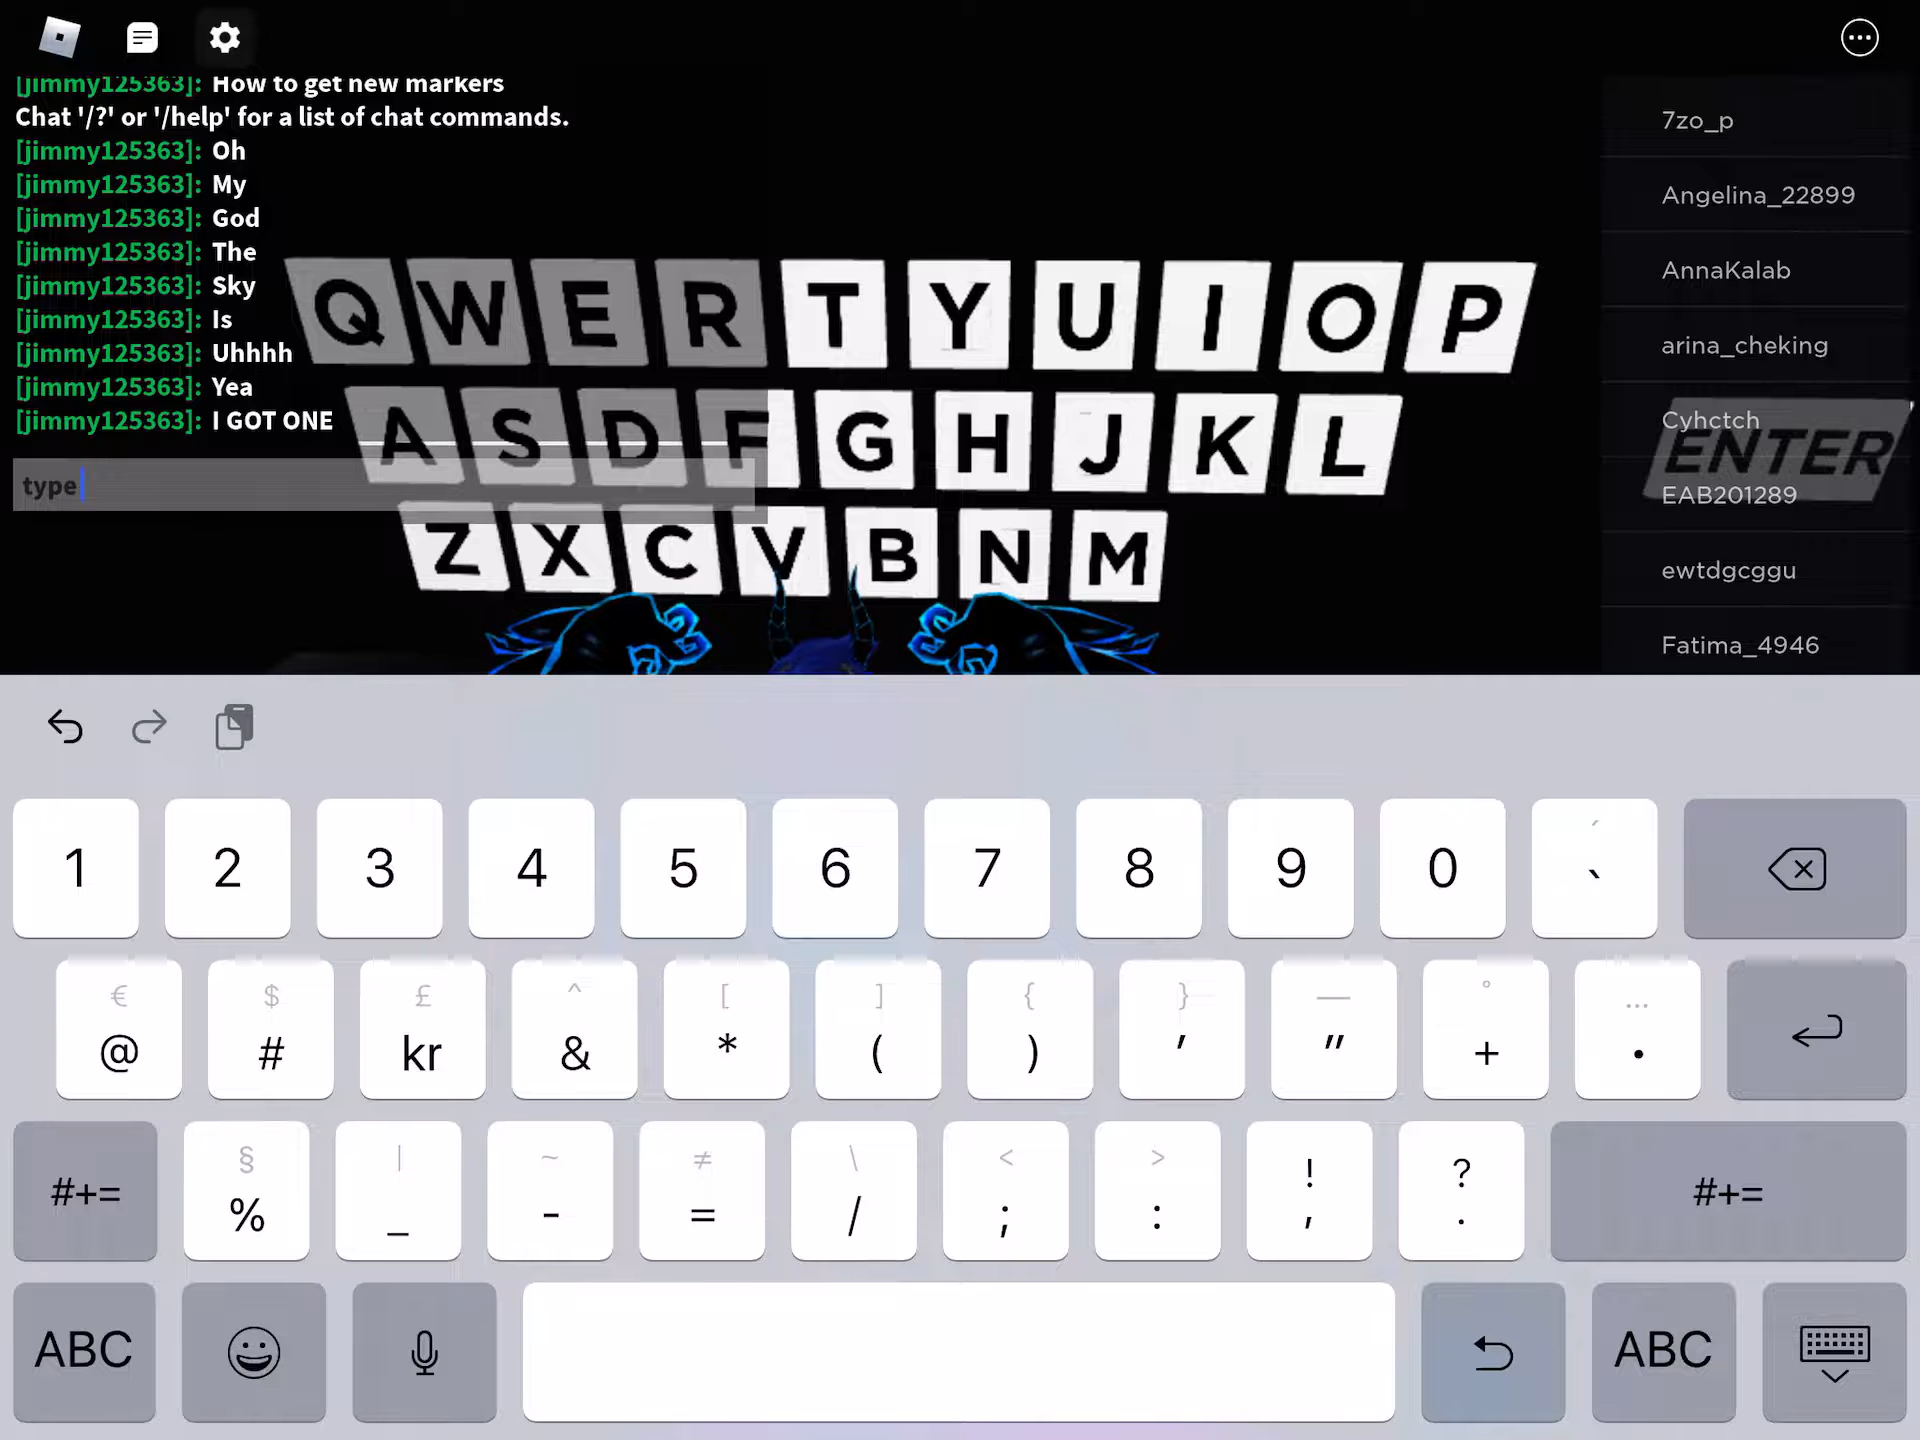 [jimmy125363]: How to get new markers
Chat '/?' or '/help' for a list of chat commands.
[jimmy125363]: Oh
[jimmy125363]: My
[jimmy125363]: God
[jimmy125363]: The
[jimmy125363]: Sky
[jimmy125363]: Is
[jimmy125363]: Uhhhh
[jimmy125363]: Yea
[jimmy125363]: I GOT ONE
type
Q W E R T Y U I O P
A S D F G H J K L
ENTER
Z X C V B N M
7zo_p
Angelina_22899
AnnaKalab
arina_cheking
Cyhctch
EAB201289
ewtdgcggu
Fatima_4946
1 2 3 4 5 6 7 8 9 0 ´ `
€ $ £ ^ [ ] { } — ° …
@ # kr & * ( ) ' " + •
§ | ~ ≠ \ < > ! ?
#+= % _ - = / ; : , . #+=
ABC ABC